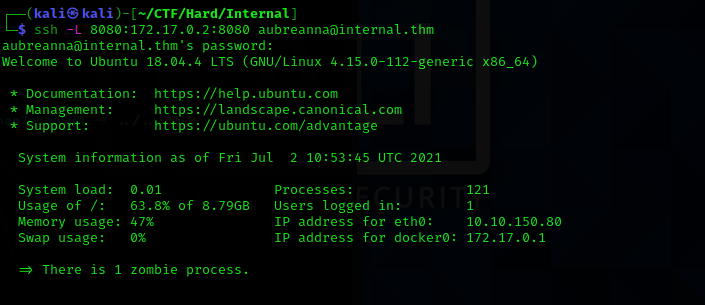 ┌──(kali㉿kali)-[~/CTF/Hard/Internal]
└─$ ssh -L 8080:172.17.0.2:8080 aubreanna@internal.thm
aubreanna@internal.thm's password:
Welcome to Ubuntu 18.04.4 LTS (GNU/Linux 4.15.0-112-generic x86_64)
* Documentation:  https://help.ubuntu.com
* Management:     https://landscape.canonical.com
* Support:        https://ubuntu.com/advantage
System information as of Fri Jul  2 10:53:45 UTC 2021
System load:  0.01               Processes:              121
Usage of /:   63.8% of 8.79GB   Users logged in:        1
Memory usage: 47%                IP address for eth0:    10.10.150.80
Swap usage:   0%                 IP address for docker0: 172.17.0.1
ECURITY
=> There is 1 zombie process.